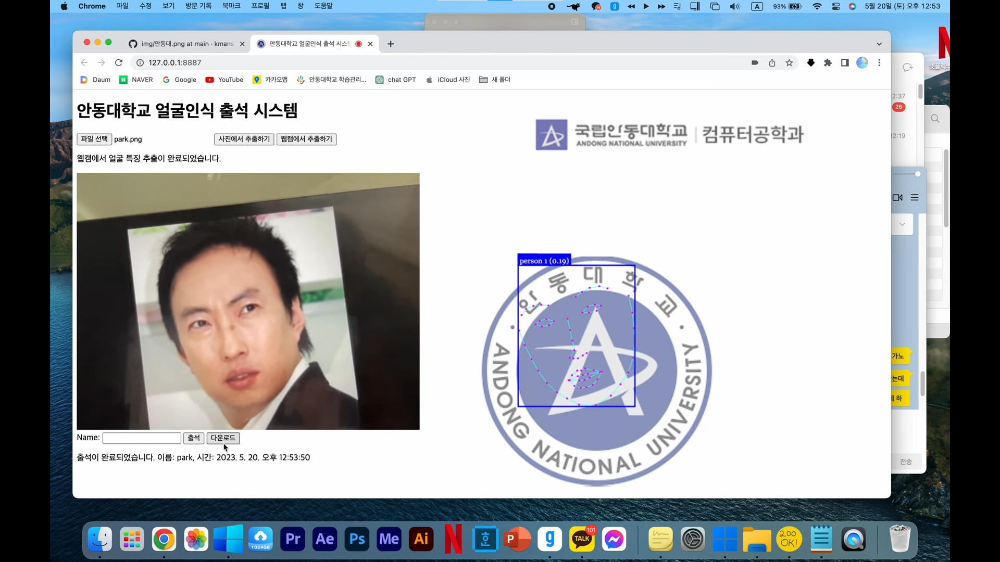 Chrome 파일 수정 보기 방문 기록 북마크 프로필 탭 창 도움말 A 93% 5월 20일 (토) 오후 12:53
img/안동대.png at main · kmans
안동대학교 얼굴인식 출석 시스템
127.0.0.1:8887
Daum NAVER Google YouTube 카카오맵 안동대학교 학습관리... chat GPT iCloud 사진 새 폴더
안동대학교 얼굴인식 출석 시스템
파일 선택 park.png 사진에서 추출하기 웹캠에서 추출하기
웹캠에서 얼굴 특징 추출이 완료되었습니다.
국립안동대학교 컴퓨터공학과
ANDONG NATIONAL UNIVERSITY
person 1 (0.19)
안동대학교
ANDONG NATIONAL UNIVERSITY
Name: 출석 다운로드
출석이 완료되었습니다. 이름: park, 시간: 2023. 5. 20. 오후 12:53:50
넷플릭스
2:37
26
12:19
가노
는데
하
전송
1024GB Pr Ae Ps Me Ai N 호 P g TALK 101 200 OK!